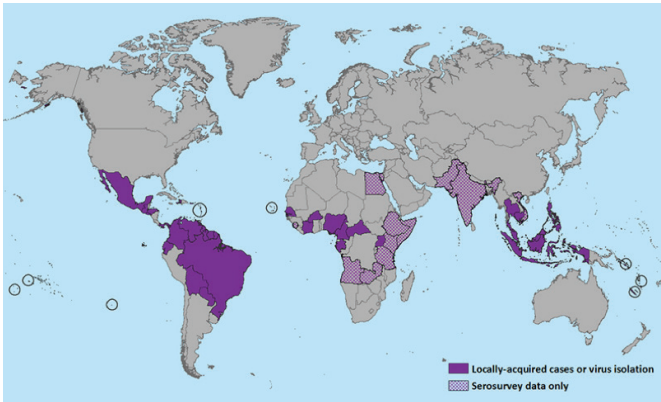 Locally-acquired cases or virus isolation
Serosurvey data only